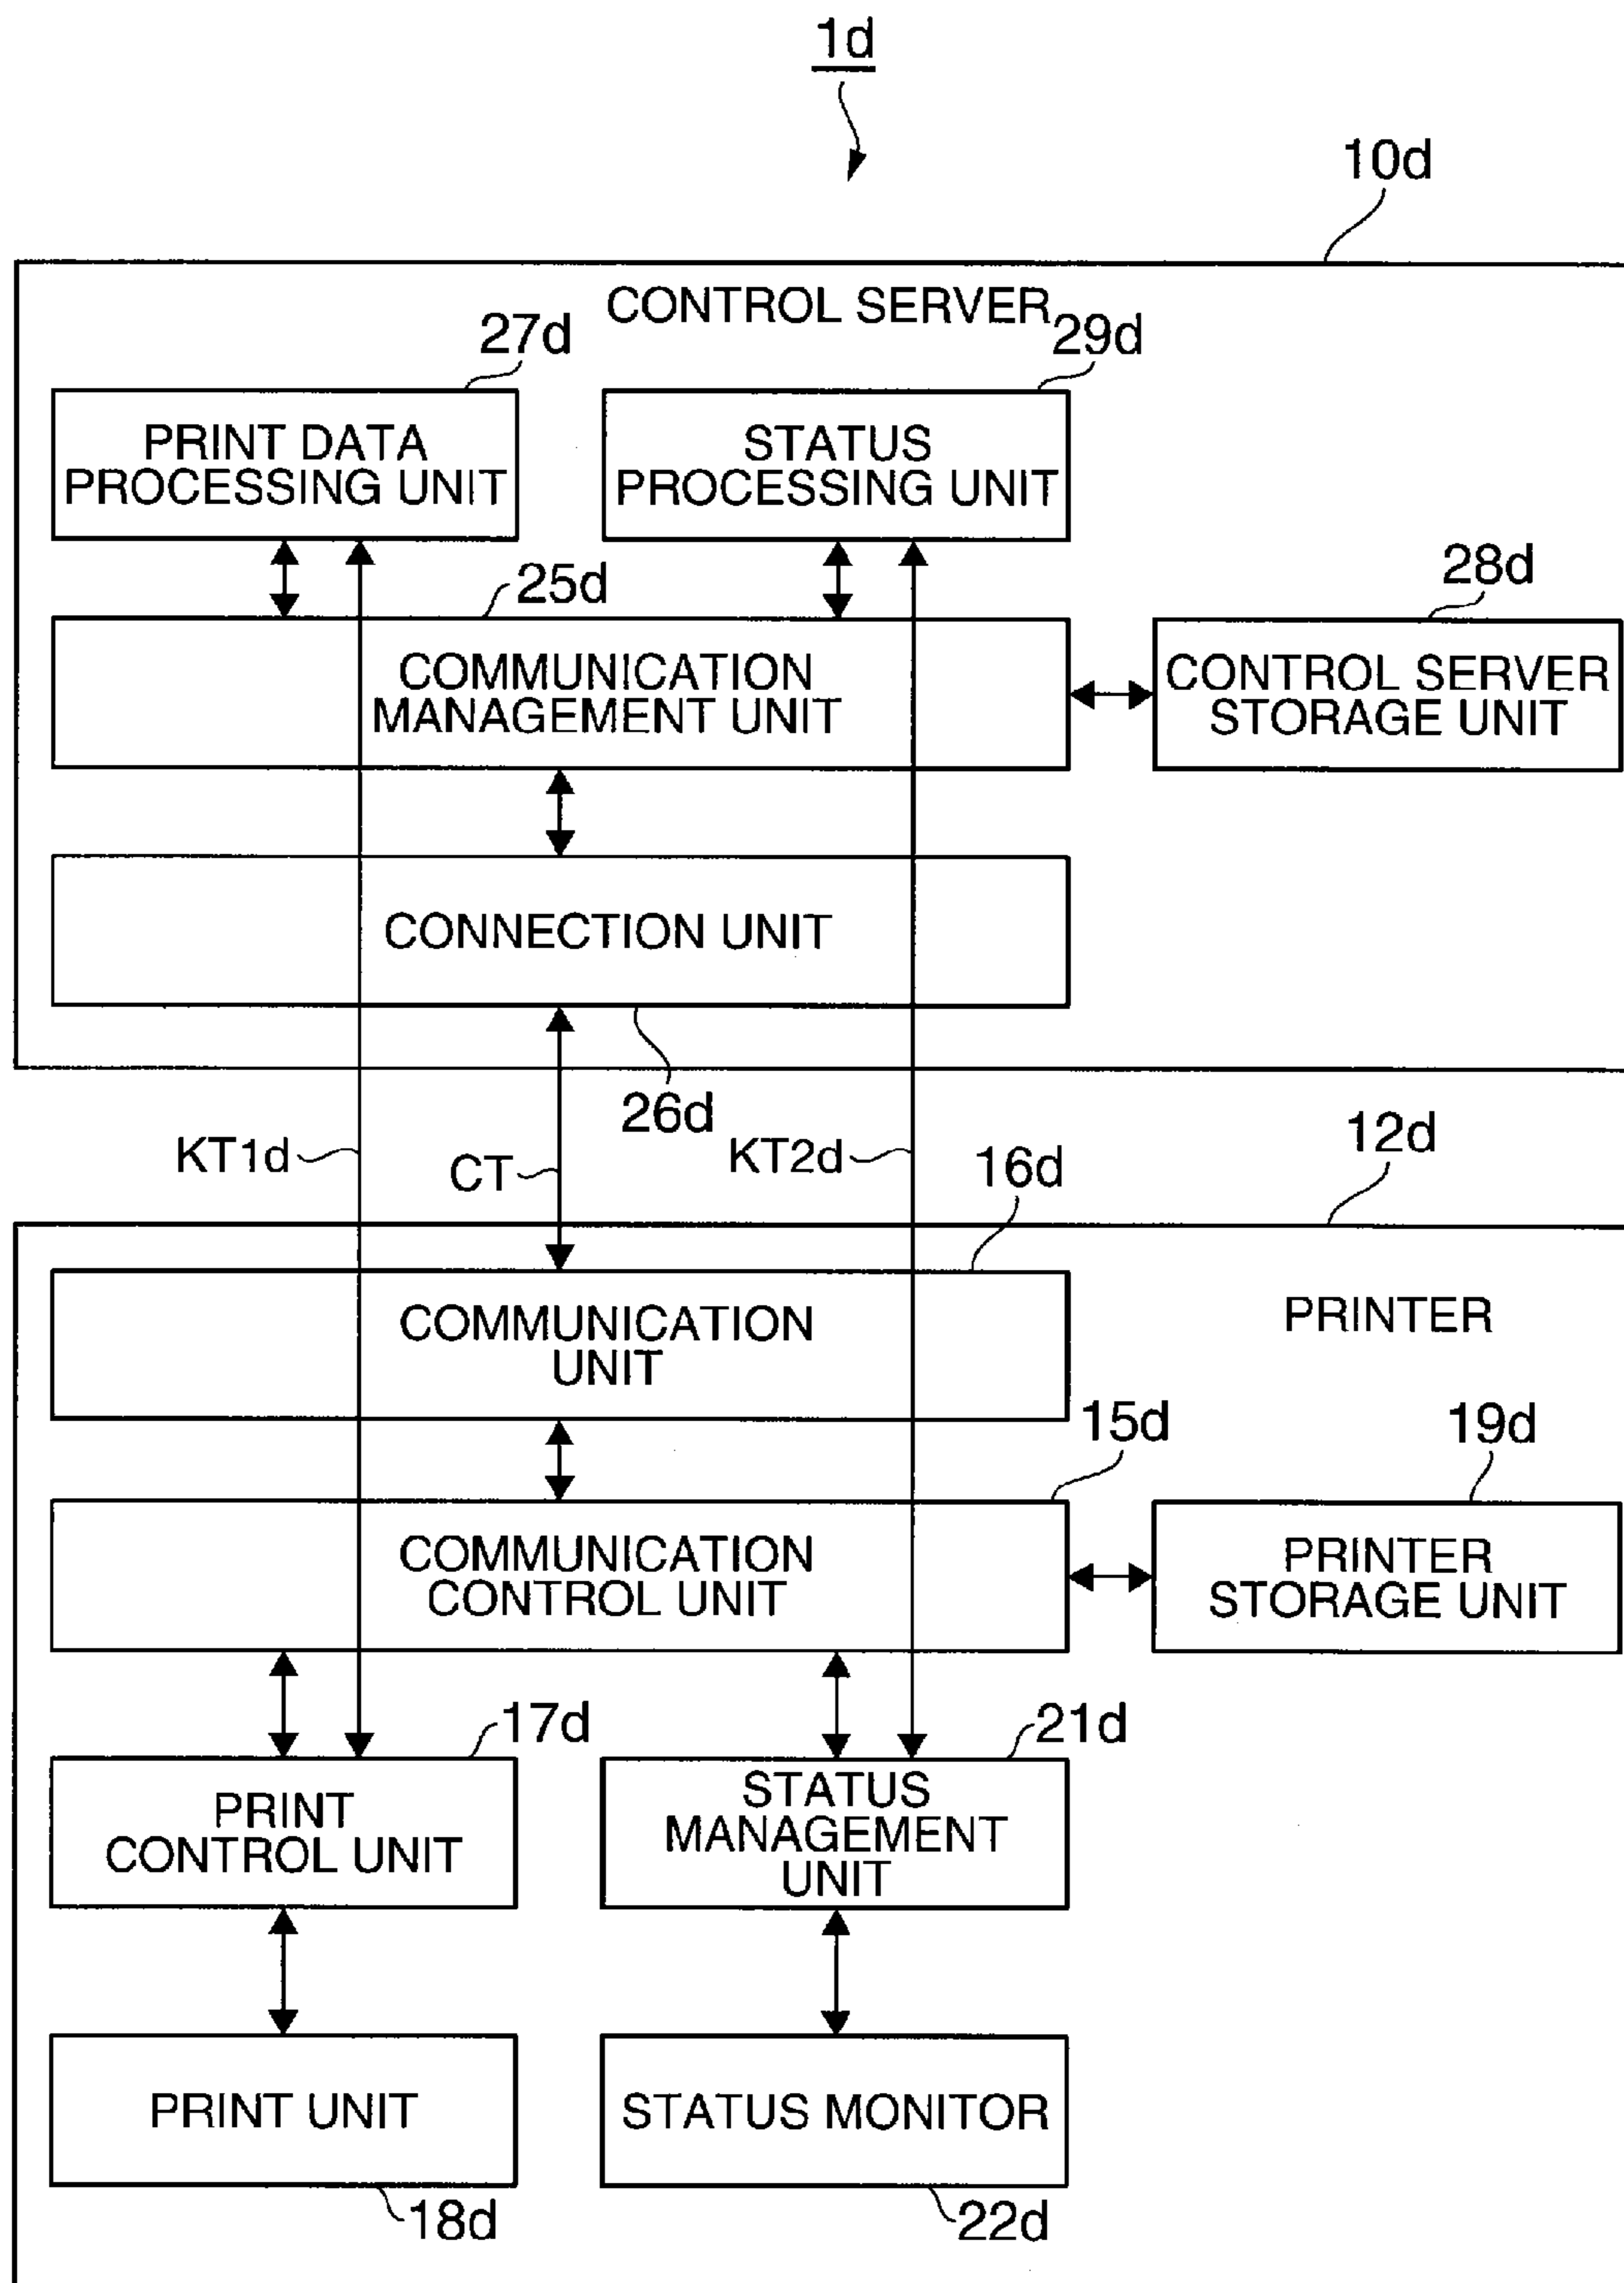 1d
10d
CONTROL SERVER
27d
29d
PRINT DATA
PROCESSING UNIT
STATUS
PROCESSING UNIT
25d
28d
COMMUNICATION
MANAGEMENT UNIT
CONTROL SERVER
STORAGE UNIT
CONNECTION UNIT
26d
KT1d
CT
KT2d
16d
12d
COMMUNICATION
UNIT
PRINTER
15d
19d
COMMUNICATION
CONTROL UNIT
PRINTER
STORAGE UNIT
17d
21d
PRINT
CONTROL UNIT
STATUS
MANAGEMENT
UNIT
PRINT UNIT
STATUS MONITOR
18d
22d